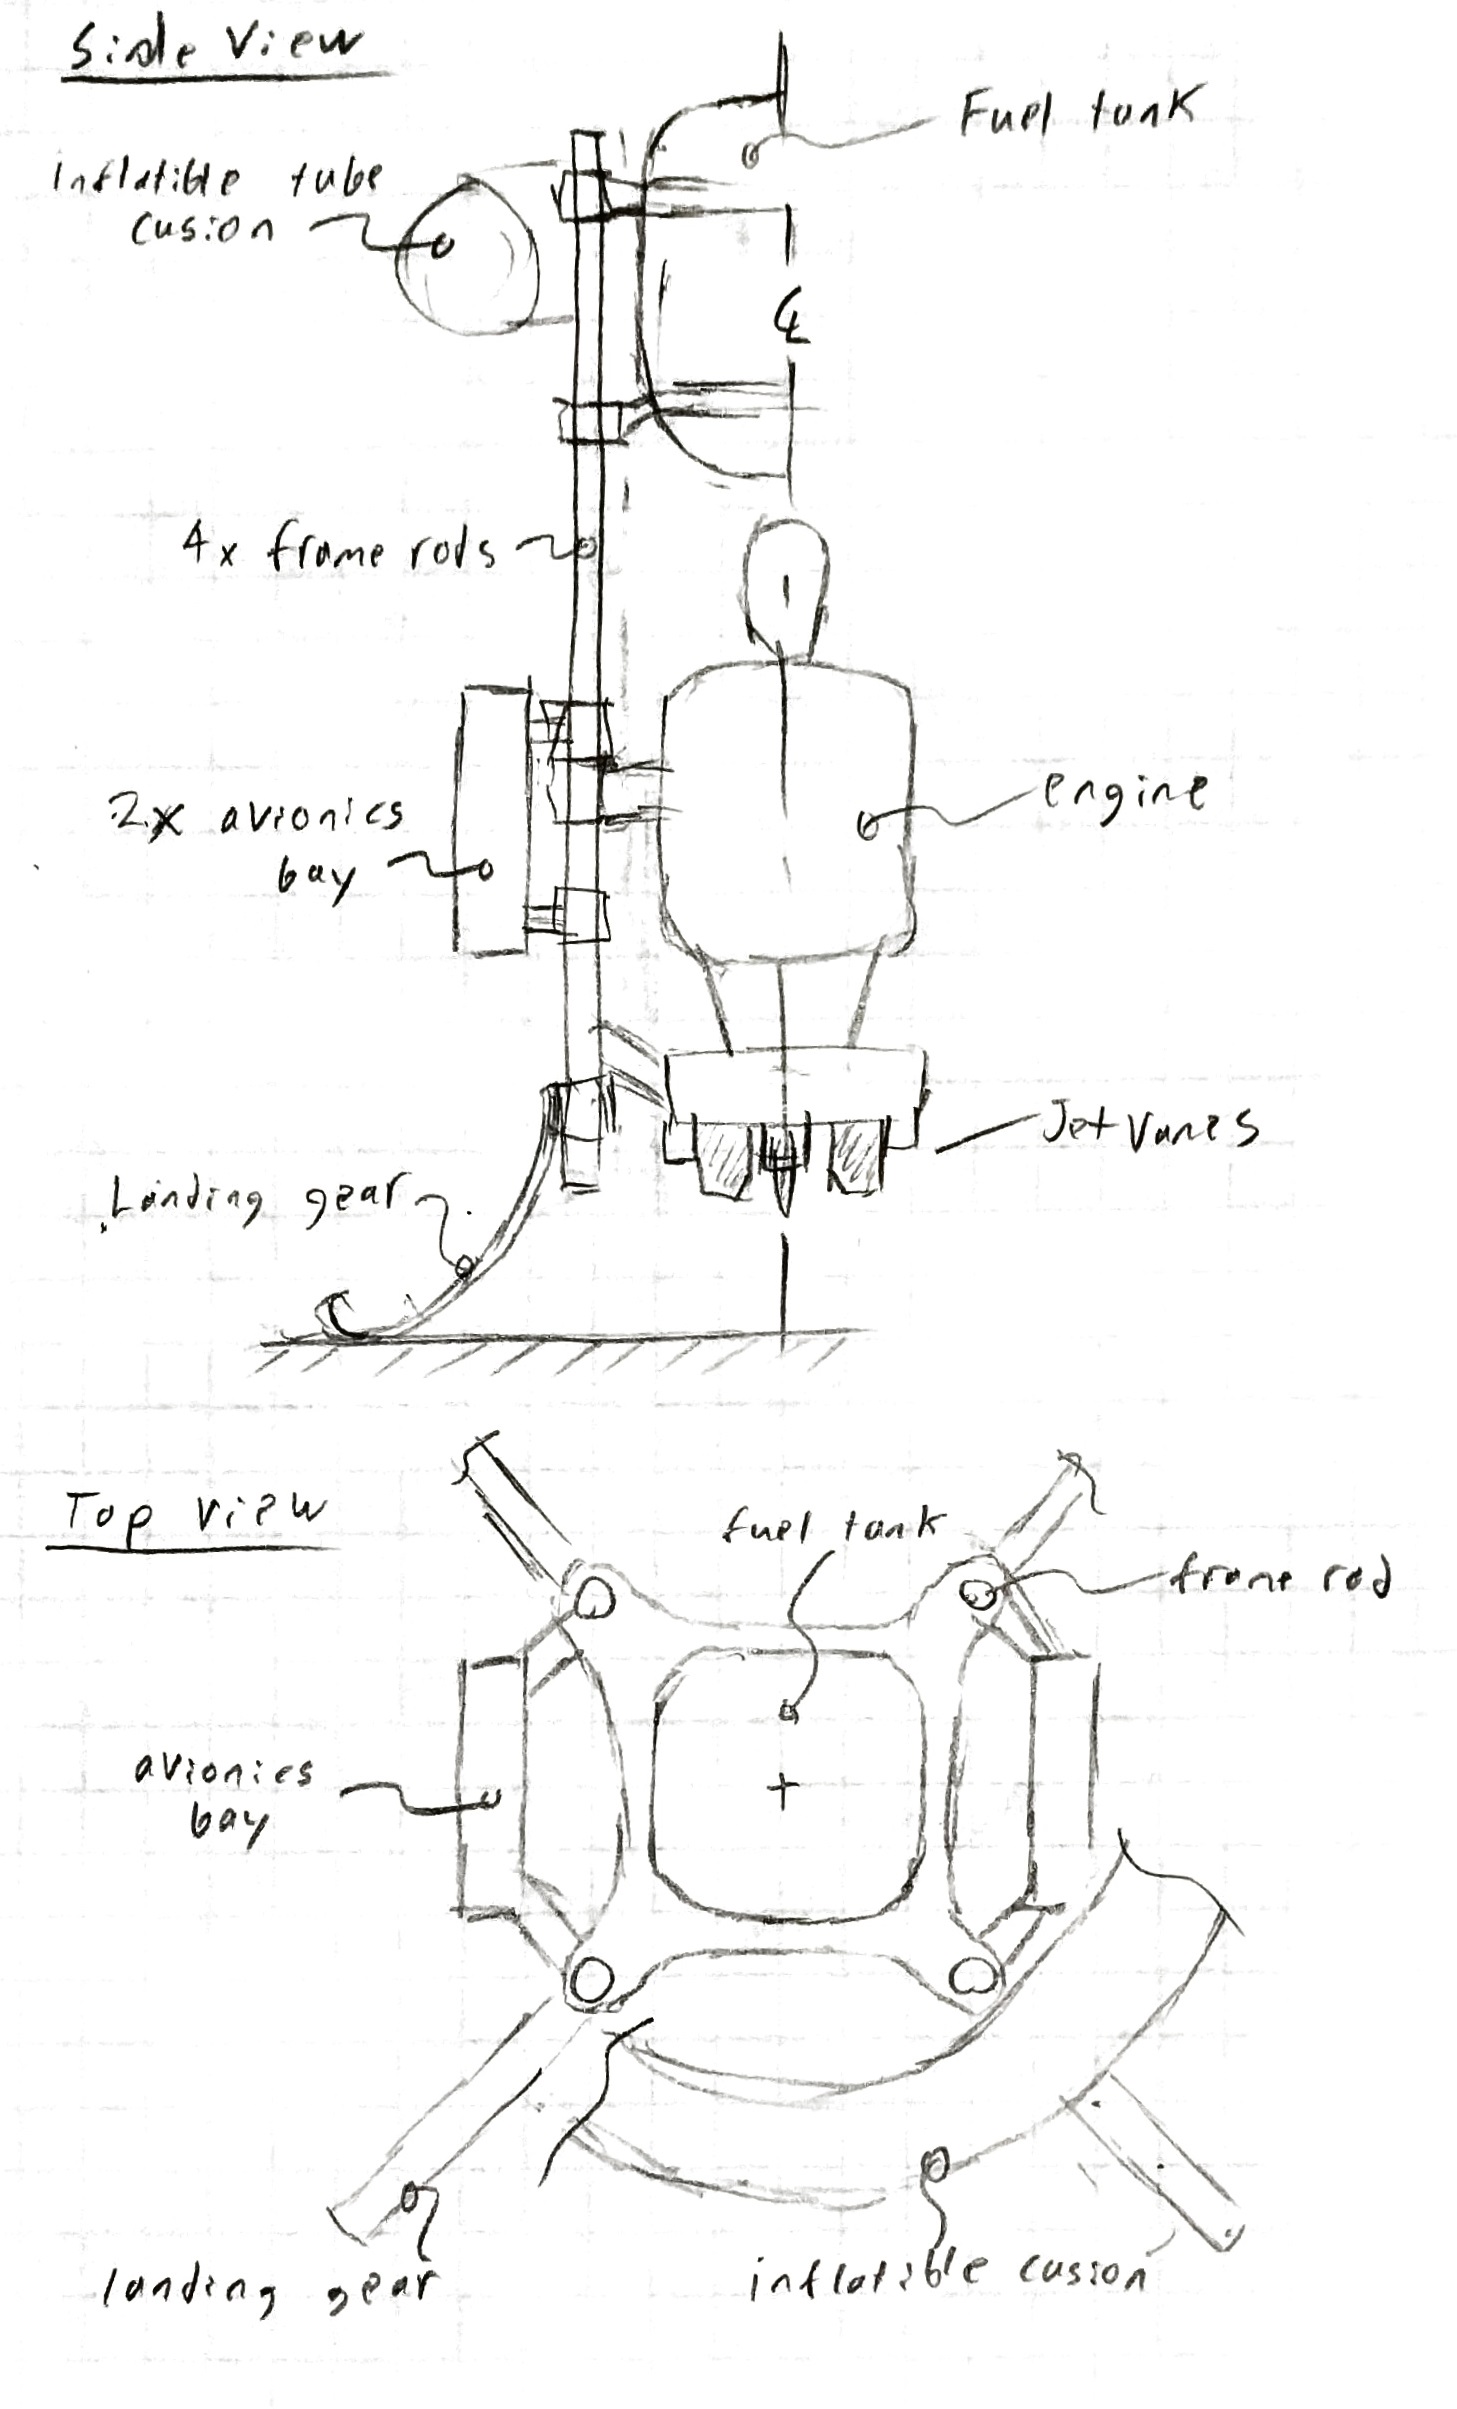 Side View
Fuel tank
Inflatible tube
cusion
℄
4x frame rods
2x avionics
bay
engine
Jet Vanes
Landing gear
Top View
fuel tank
frame rod
avionics
bay
landing gear
inflatible cusion